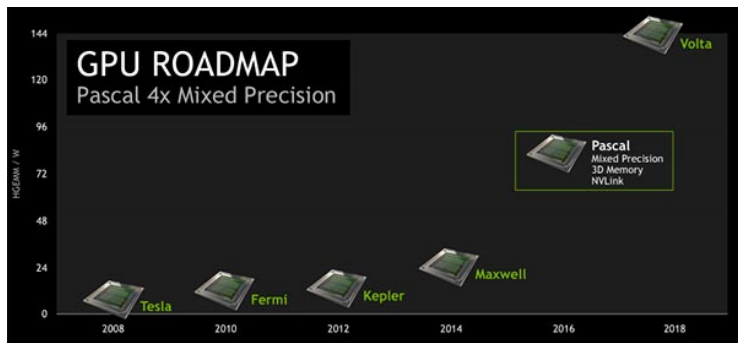 144
GPU ROADMAP
Pascal 4x Mixed Precision
Volta
120
96
Pascal
Mixed Precision
3D Memory
NVLink
HGEMM / W
72
48
24
Maxwell
Kepler
Fermi
Tesla
0
2008 2010 2012 2014 2016 2018